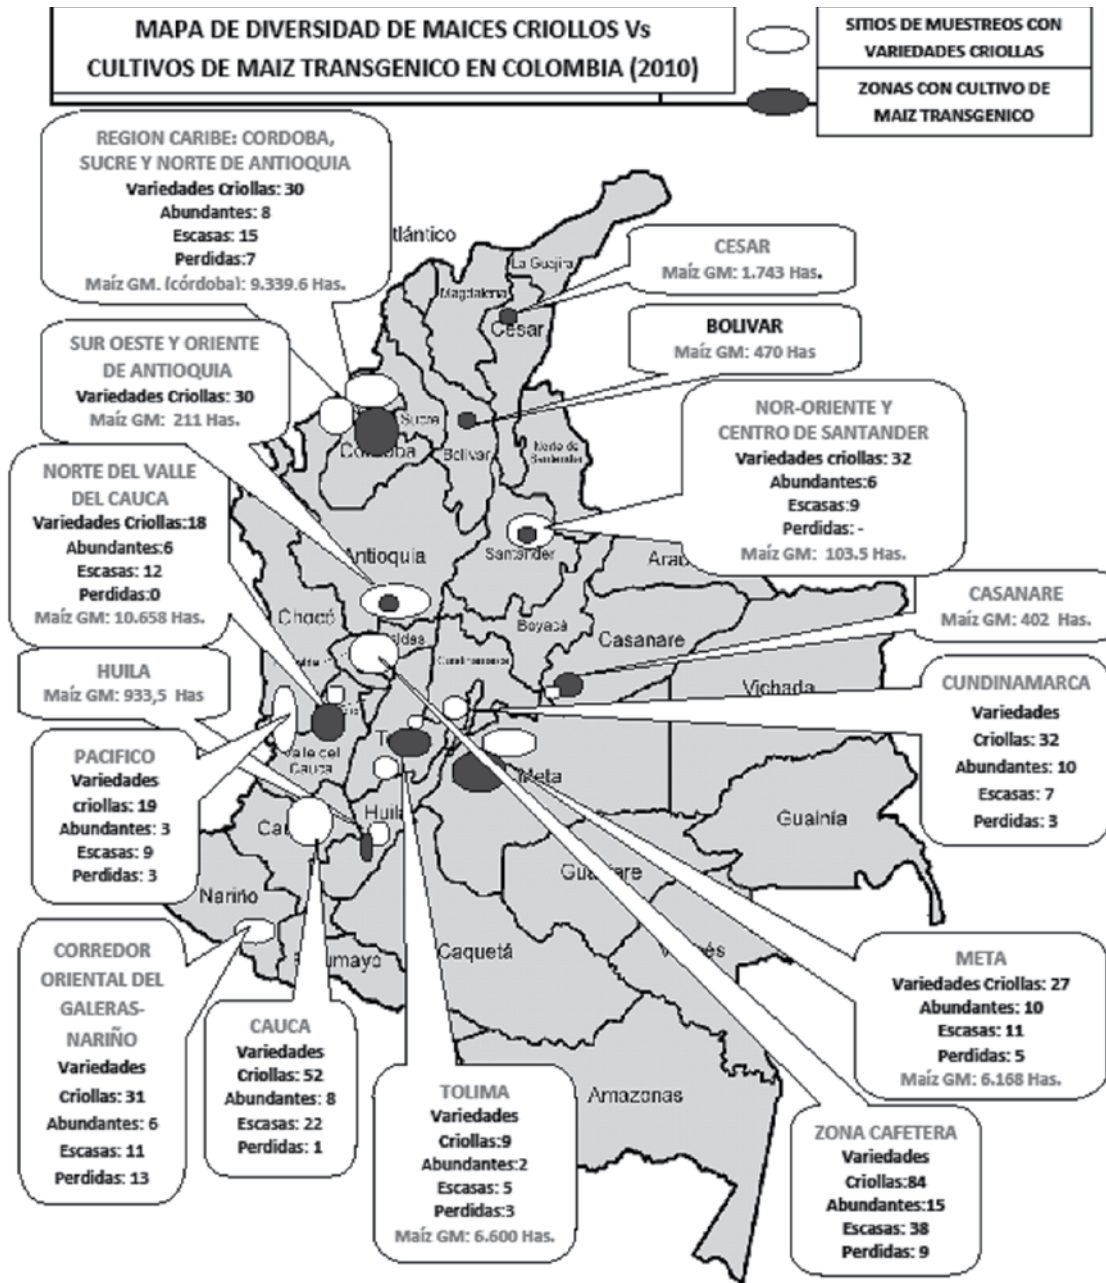 MAPA DE DIVERSIDAD DE MAICES CRIOLLOS Vs
CULTIVOS DE MAIZ TRANSGENICO EN COLOMBIA (2010)
SITIOS DE MUESTREOS CON
VARIEDADES CRIOLLAS
ZONAS CON CULTIVO DE
MAIZ TRANSGENICO
REGION CARIBE: CORDOBA,
SUCRE Y NORTE DE ANTIOQUIA
Variedades Criollas: 30
Abundantes: 8
Escasas: 15
Perdidas:7
Maíz GM. (córdoba): 9.339.6 Has.
SUR OESTE Y ORIENTE
DE ANTIOQUIA
Variedades Criollas: 30
Maíz GM: 211 Has.
NORTE DEL VALLE
DEL CAUCA
Variedades Criollas:18
Abundantes:6
Escasas: 12
Perdidas:0
Maíz GM: 10.658 Has.
HUILA
Maíz GM: 933,5 Has
PACIFICO
Variedades
criollas: 19
Abundantes: 3
Escasas: 9
Perdidas: 3
CORREDOR
ORIENTAL DEL
GALERAS-
NARIÑO
Variedades
Criollas: 31
Abundantes: 6
Escasas: 11
Perdidas: 13
CAUCA
Variedades
Criollas: 52
Abundantes: 8
Escasas: 22
Perdidas: 1
TOLIMA
Variedades
Criollas:9
Abundantes:2
Escasas: 5
Perdidas:3
Maíz GM: 6.600 Has.
ZONA CAFETERA
Variedades
Criollas:84
Abundantes:15
Escasas: 38
Perdidas: 9
META
Variedades Criollas: 27
Abundantes: 10
Escasas: 11
Perdidas: 5
Maíz GM: 6.168 Has.
CUNDINAMARCA
Variedades
Criollas: 32
Abundantes: 10
Escasas: 7
Perdidas: 3
CASANARE
Maíz GM: 402 Has.
NOR-ORIENTE Y
CENTRO DE SANTANDER
Variedades criollas: 32
Abundantes:6
Escasas:9
Perdidas: -
Maíz GM: 103.5 Has.
BOLIVAR
Maíz GM: 470 Has
CESAR
Maíz GM: 1.743 Has.
tlántico
La Guajira
Magdalena
Cesar
Sucre
Bolívar
Norte de
Santander
Antioquia
Santander
Chocó
Boyacá
Casanare
Cundinamarca
Vichada
Valle del
Cauca
Meta
Huila
Guainía
Nariño
Caquetá
Amazonas